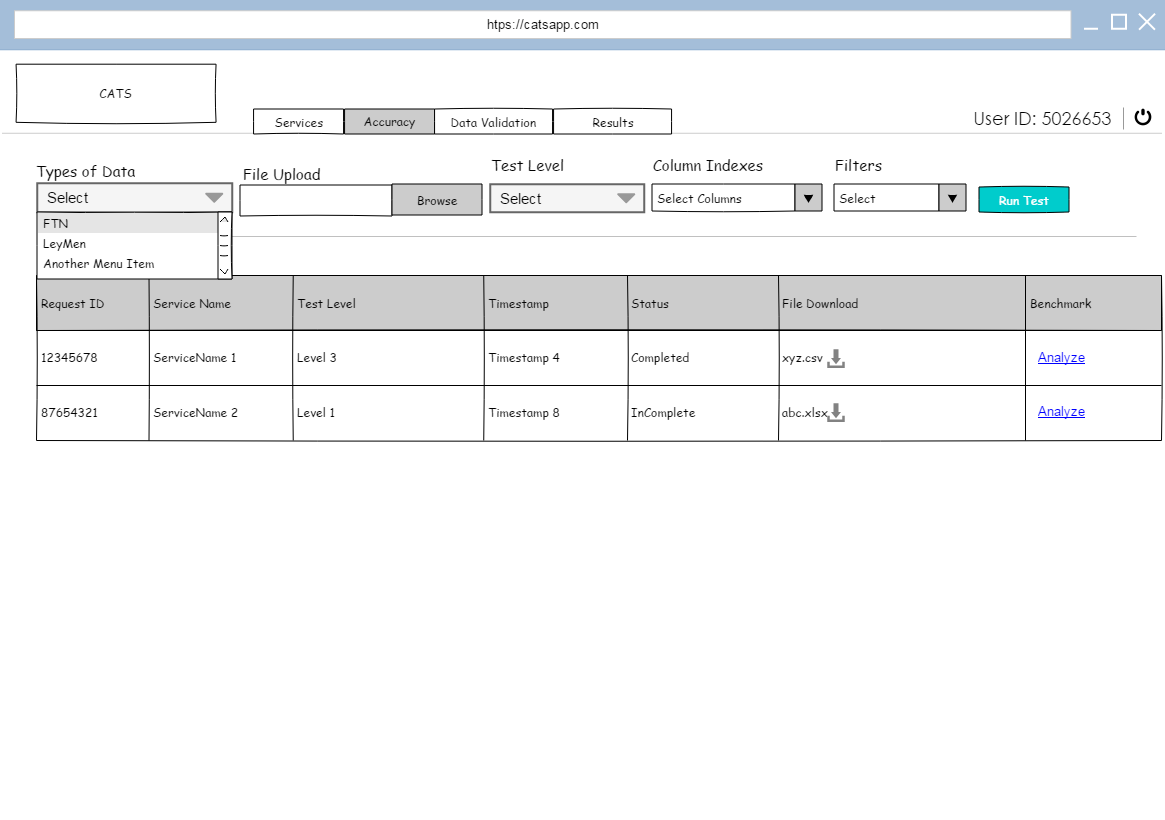 htps://catsapp.com
CATS
Services Accuracy Data Validation Results
User ID: 5026653
Types of Data File Upload Test Level Column Indexes Filters
Select Browse Select Select Columns Select Run Test
FTN
LeyMen
Another Menu Item
Request ID Service Name Test Level Timestamp Status File Download Benchmark
12345678 ServiceName 1 Level 3 Timestamp 4 Completed xyz.csv Analyze
87654321 ServiceName 2 Level 1 Timestamp 8 InComplete abc.xlsx Analyze